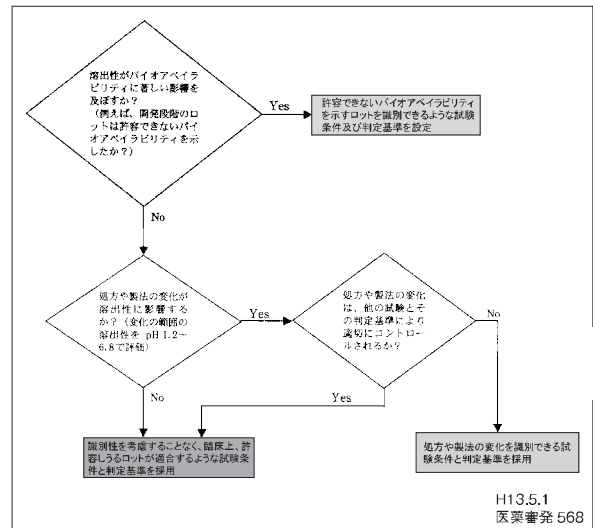 溶出性がバイオアベイラ
ビリティに著しい影響を
及ぼすか?
(例えば、開発段階のロ
ットは許容できないバイ
オアベイラビリティを示
したか?)
Yes
許容できないバイオアベイラビリティ
を示すロットを識別できるような試験
条件及び判定基準を設定
No
処方や製法の変化が
溶出性に影響する
か? (変化の範囲の
溶出性を pH 1.2~
6.8で評価)
Yes
処方や製法の変化
は、他の試験とそ
の判定基準により
適切にコントロー
ルされるか?
No
No
Yes
識別性を考慮することなく、臨床上、許
容しうるロットが適合するような試験条
件と判定基準を採用
処方や製法の変化を識別できる試
験条件と判定基準を採用
H13.5.1
医薬審発 568